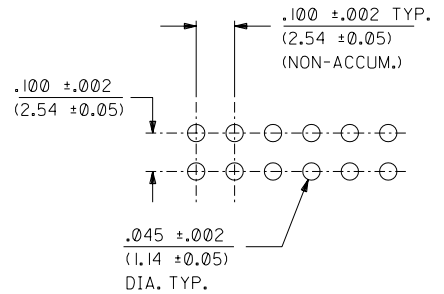 .100 ±.002 TYP.
(2.54 ±0.05)
(NON-ACCUM.)
.100 ±.002
(2.54 ±0.05)
.045 ±.002
(1.14 ±0.05)
DIA. TYP.